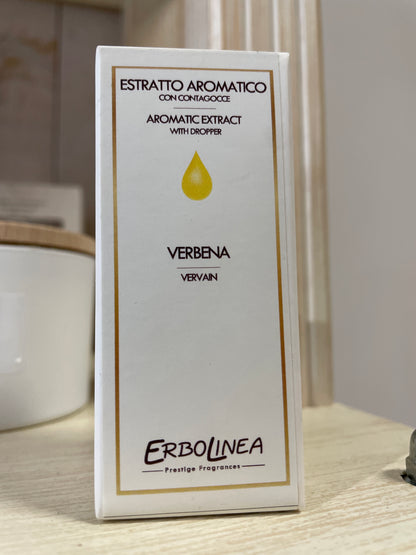 ESTRATTO AROMATICO
CON CONTAGOCCE
AROMATIC EXTRACT
WITH DROPPER
VERBENA
VERVAIN
ERBOLINEA
Prestige Fragrances